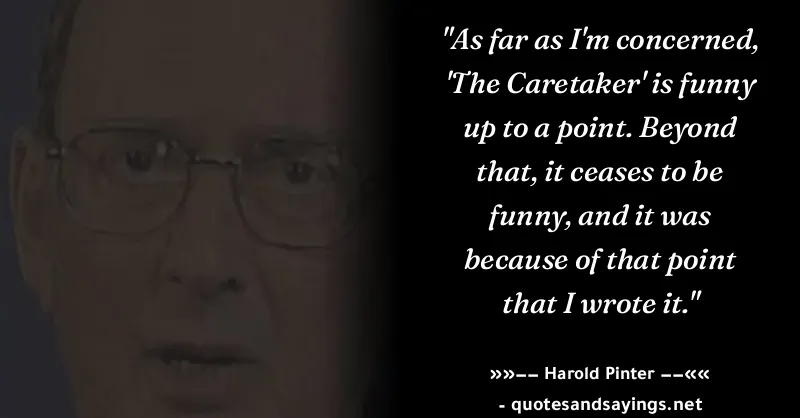 "As far as I'm concerned,
'The Caretaker' is funny
up to a point. Beyond
that, it ceases to be
funny, and it was
because of that point
that I wrote it."
»»−− Harold Pinter −−««
- quotesandsayings.net